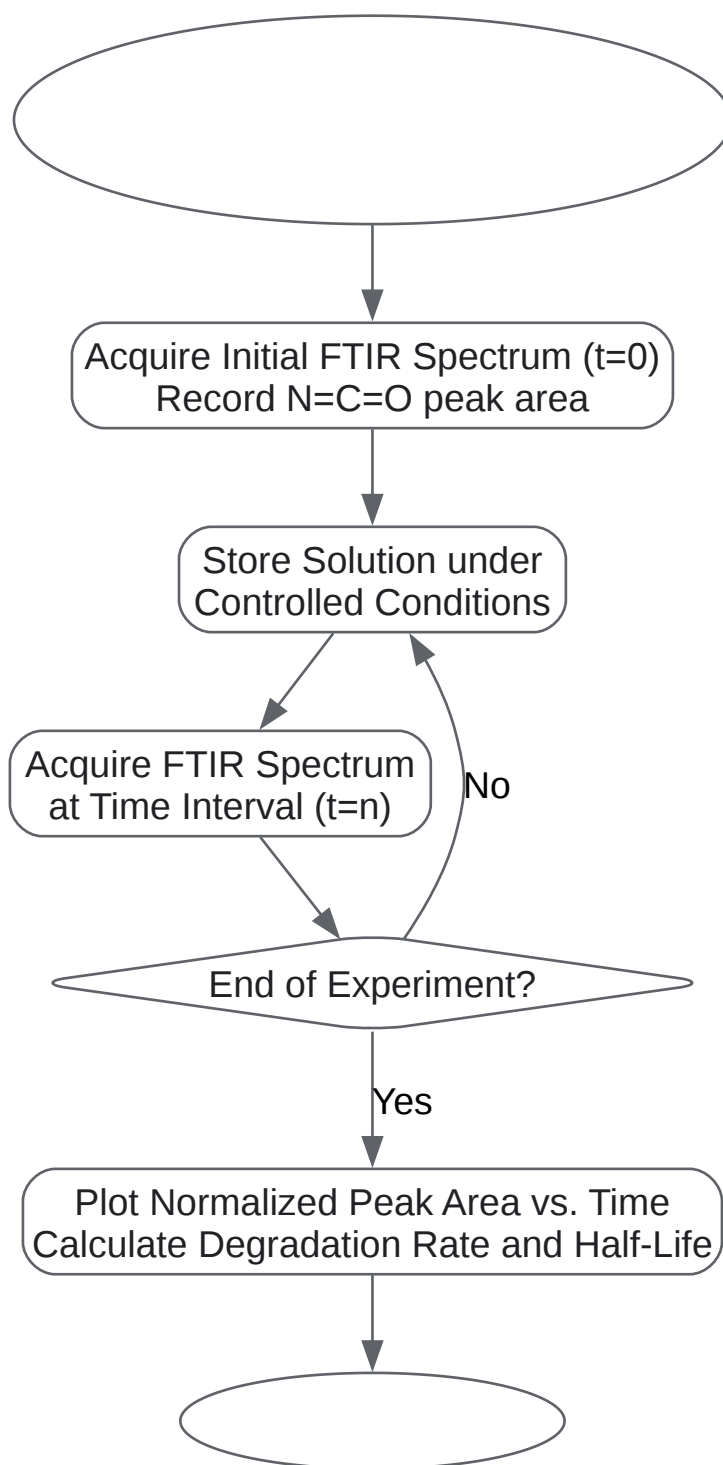 Acquire Initial FTIR Spectrum (t=0)
Record N=C=O peak area
Store Solution under
Controlled Conditions
Acquire FTIR Spectrum
at Time Interval (t=n)
No
End of Experiment?
Yes
Plot Normalized Peak Area vs. Time
Calculate Degradation Rate and Half-Life